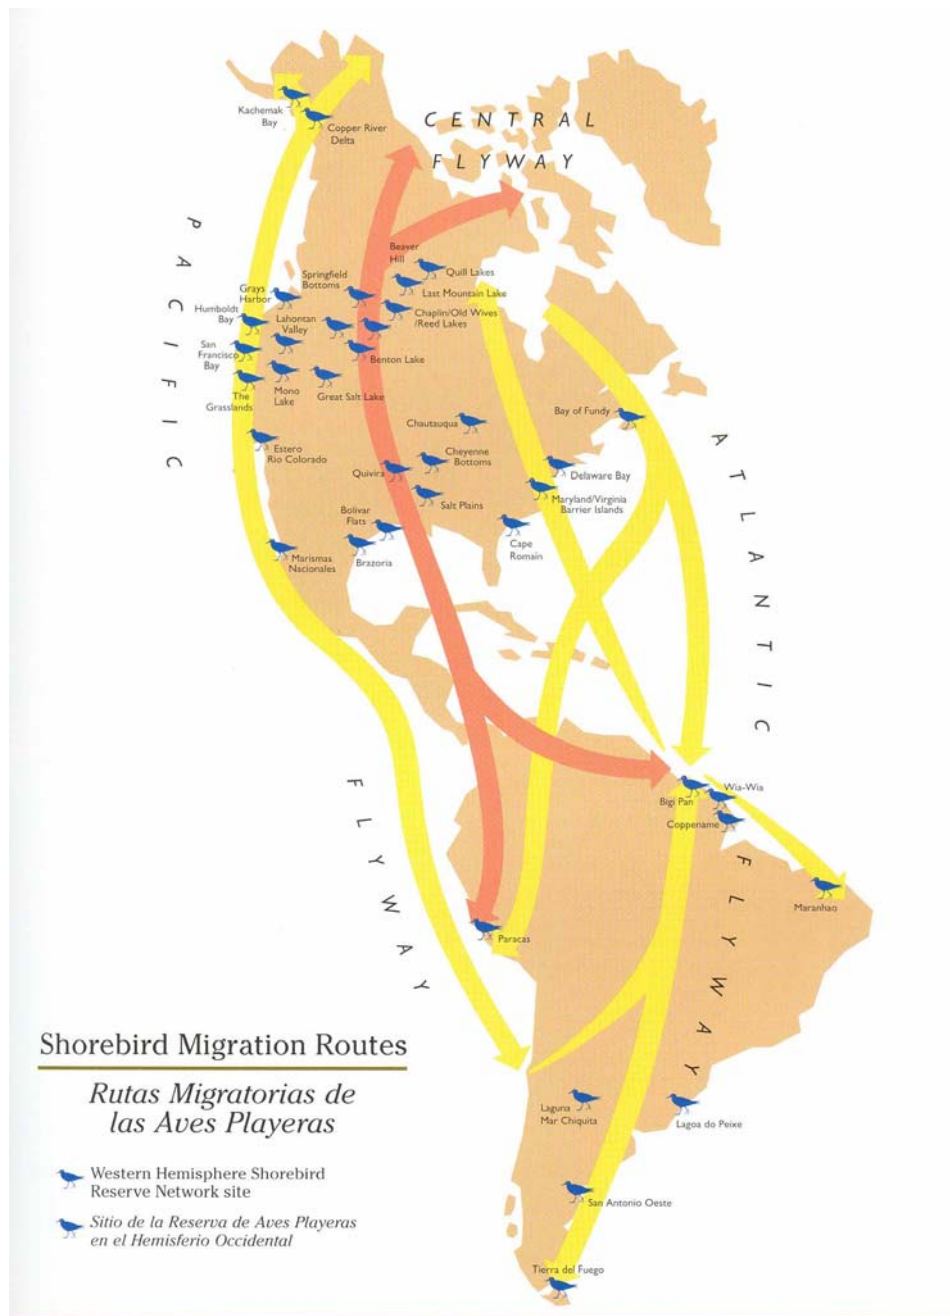 CENTRAL
FLYWAY
Kachemak
Bay
Copper River
Delta
PACIFIC
FLYWAY
ATLANTIC
FLYWAY
Beaver
Hill
Quill Lakes
Springfield
Bottoms
Last Mountain Lake
Grays
Harbor
Humboldt
Bay
Lahontan
Valley
Chaplin/Old Wives
/Reed Lakes
San
Francisco
Bay
Benton Lake
The
Grasslands
Mono
Lake
Great Salt Lake
Chautauqua
Bay of Fundy
Estero
Rio Colorado
Cheyenne
Bottoms
Quivira
Delaware Bay
Salt Plains
Maryland/Virginia
Barrier Islands
Bolivar
Flats
Brazoria
Cape
Romain
Marismas
Nacionales
Bigi Pan
Wia-Wia
Coppename
Maranhao
Paracas
Laguna
Mar Chiquita
Lagoa do Peixe
San Antonio Oeste
Tierra del Fuego
Shorebird Migration Routes
Rutas Migratorias de
las Aves Playeras
Western Hemisphere Shorebird
Reserve Network site
Sitio de la Reserva de Aves Playeras
en el Hemisferio Occidental